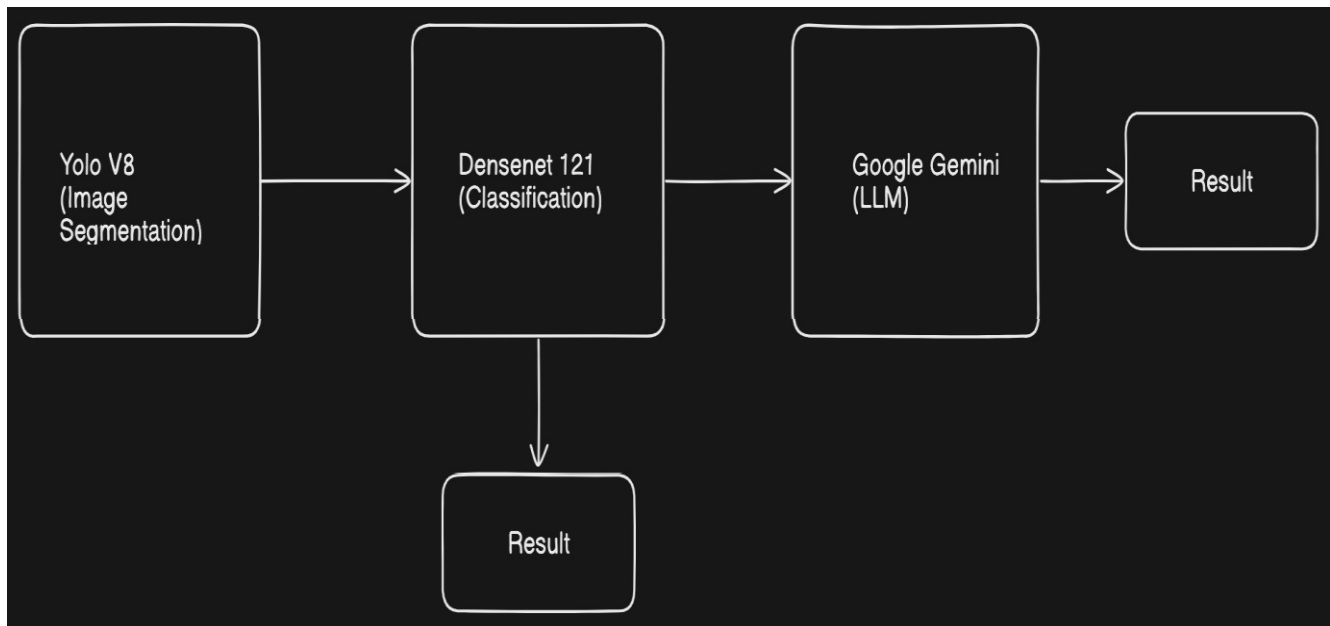 Yolo V8
(Image
Segmentation)
Densenet 121
(Classification)
Google Gemini
(LLM)
Result
Result